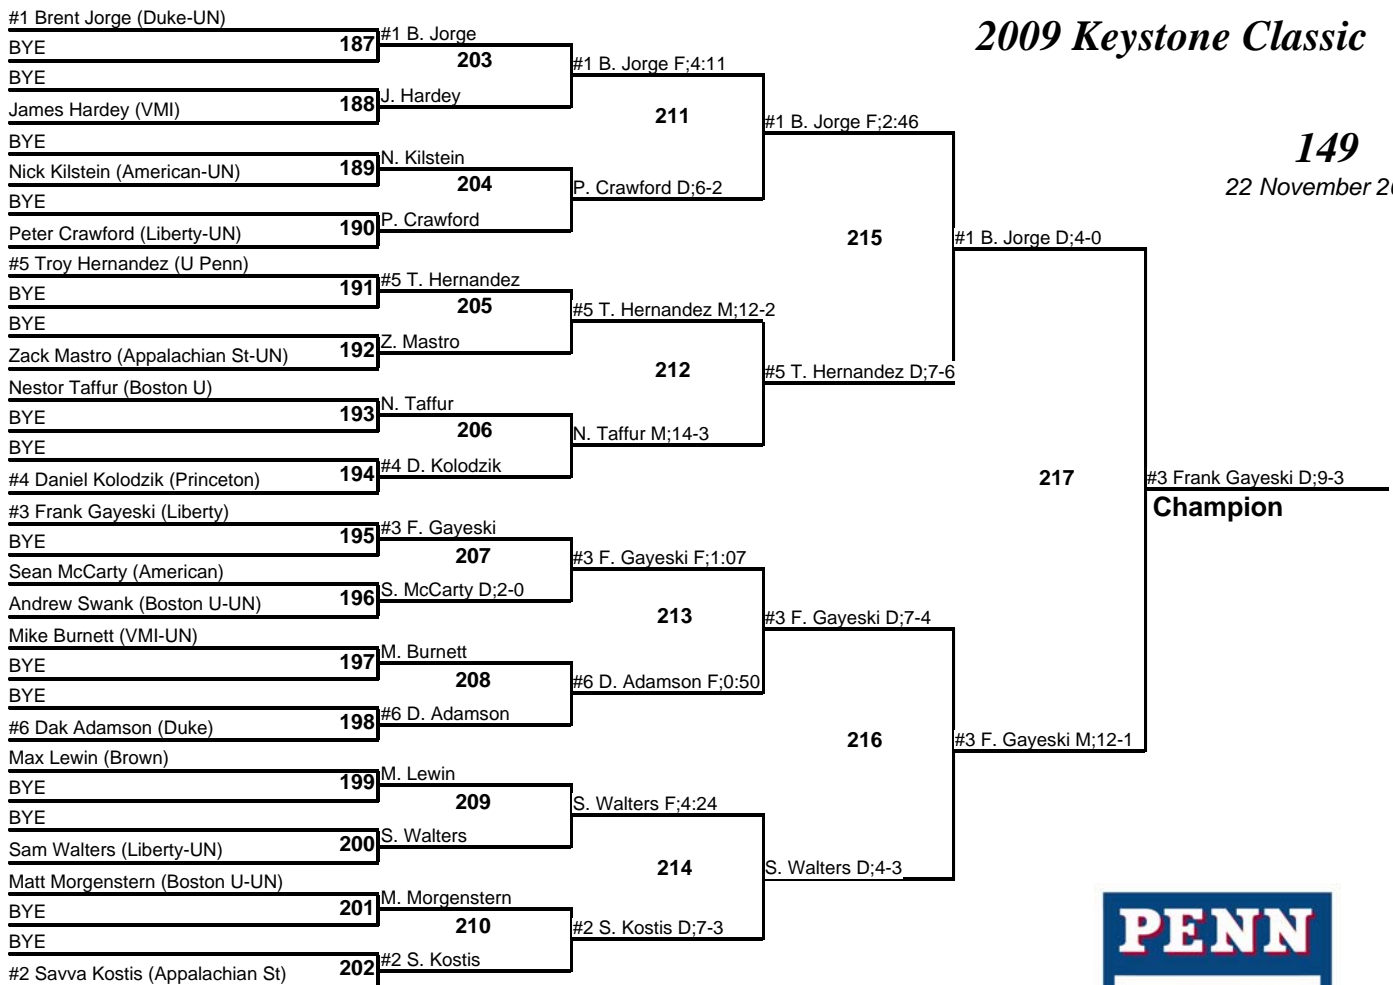 2009 Keystone Classic
149
22 November 20
#1 Brent Jorge (Duke-UN)
BYE
187
BYE
James Hardey (VMI)
188
BYE
Nick Kilstein (American-UN)
189
BYE
Peter Crawford (Liberty-UN)
190
#5 Troy Hernandez (U Penn)
BYE
191
BYE
Zack Mastro (Appalachian St-UN)
192
Nestor Taffur (Boston U)
BYE
193
BYE
#4 Daniel Kolodzik (Princeton)
194
#3 Frank Gayeski (Liberty)
BYE
195
Sean McCarty (American)
Andrew Swank (Boston U-UN)
196
Mike Burnett (VMI-UN)
BYE
197
BYE
#6 Dak Adamson (Duke)
198
Max Lewin (Brown)
BYE
199
BYE
Sam Walters (Liberty-UN)
200
Matt Morgenstern (Boston U-UN)
BYE
201
BYE
#2 Savva Kostis (Appalachian St)
202
#1 B. Jorge
203
J. Hardey
N. Kilstein
204
P. Crawford
#5 T. Hernandez
205
Z. Mastro
N. Taffur
206
#4 D. Kolodzik
#3 F. Gayeski
207
S. McCarty D;2-0
M. Burnett
208
#6 D. Adamson
M. Lewin
209
S. Walters
M. Morgenstern
210
#2 S. Kostis
#1 B. Jorge F;4:11
211
P. Crawford D;6-2
#5 T. Hernandez M;12-2
212
N. Taffur M;14-3
#3 F. Gayeski F;1:07
213
#6 D. Adamson F;0:50
S. Walters F;4:24
214
#2 S. Kostis D;7-3
#1 B. Jorge F;2:46
215
#5 T. Hernandez D;7-6
#3 F. Gayeski D;7-4
216
S. Walters D;4-3
#1 B. Jorge D;4-0
217
#3 F. Gayeski M;12-1
#3 Frank Gayeski D;9-3
Champion
PENN